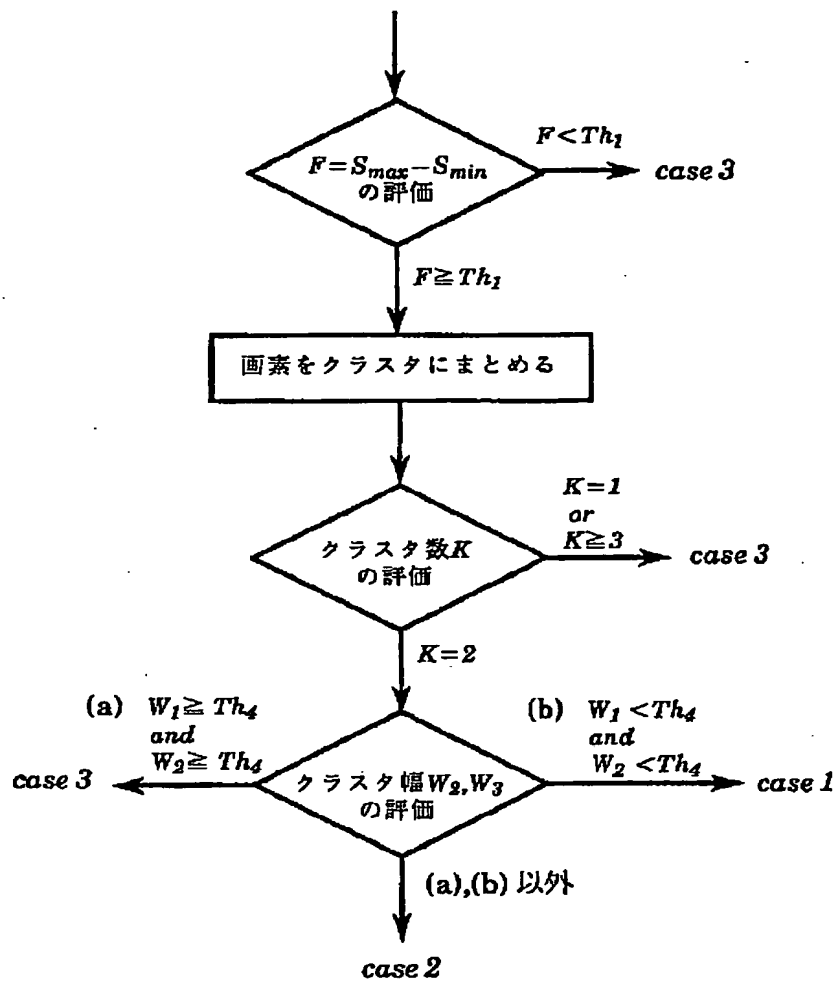 F=Smax−Smin
の評価
F<Th1
case 3
F≧Th1
画素をクラスタにまとめる
クラスタ数K
の評価
K=1
or
K≧3
case 3
K=2
(a) W1≧Th4
and
W2≧Th4
case 3
(b) W1<Th4
and
W2<Th4
case 1
クラスタ幅W2,W3
の評価
(a),(b) 以外
case 2